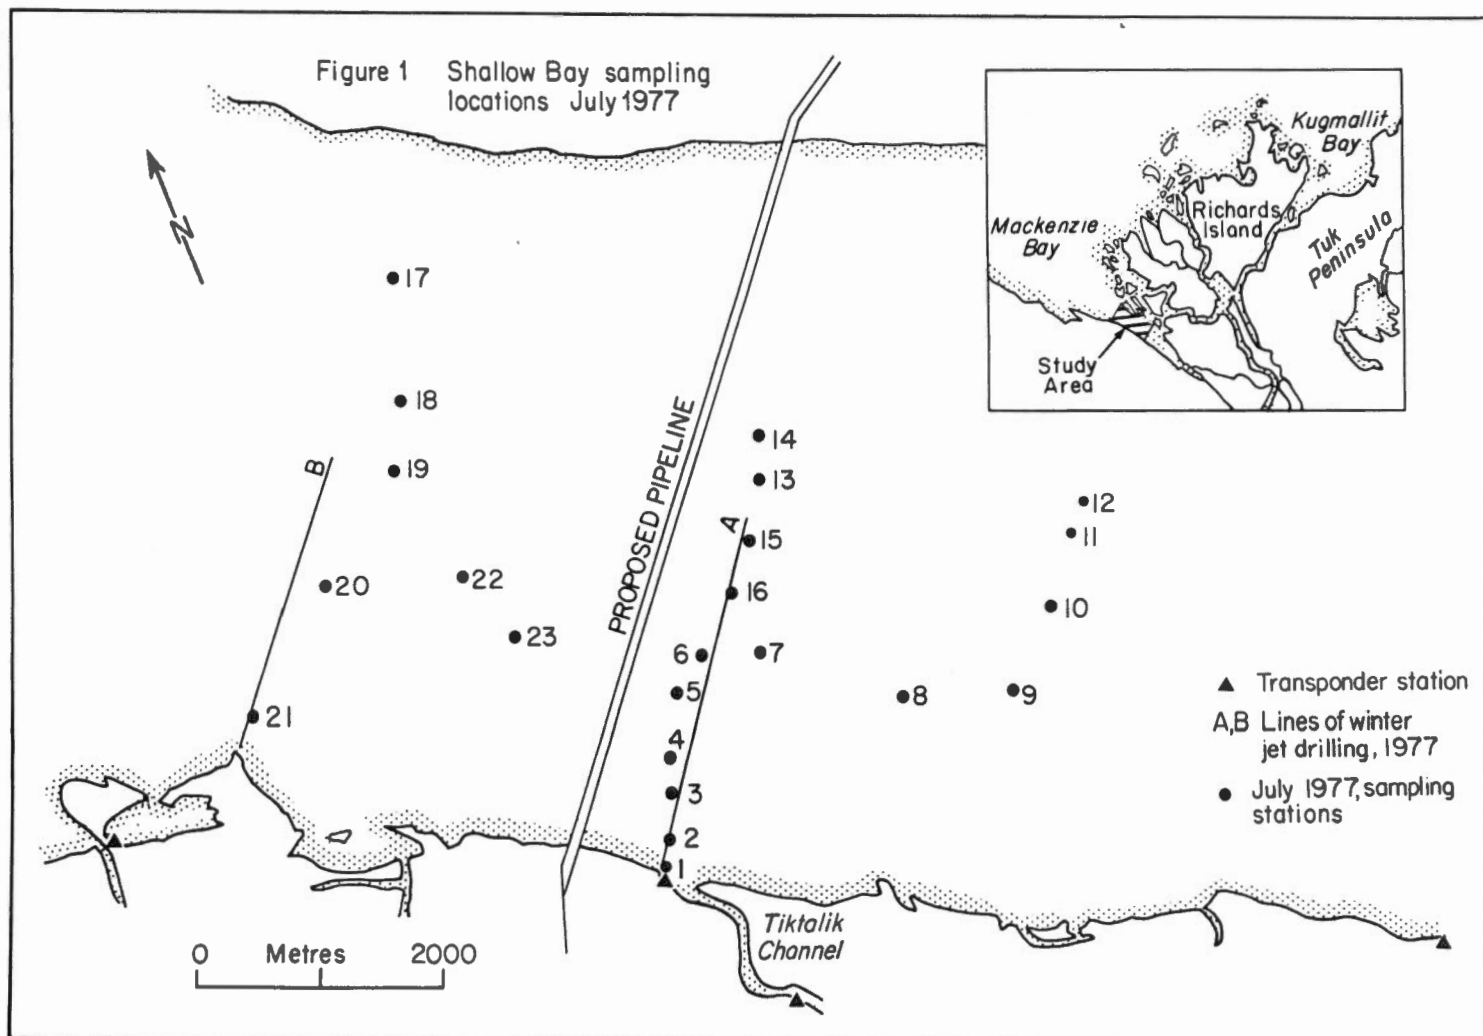 Figure 1 Shallow Bay sampling
locations July 1977
N
Kugmallit
Bay
Richards
Island
Mackenzie
Bay
Tuk
Peninsula
Study
Area
17
18
14
B
19
13
12
PROPOSED PIPELINE
A
15
11
20
22
16
10
23
6
7
5
8
9
21
4
3
2
1
Transponder station
A,B Lines of winter
jet drilling, 1977
July 1977, sampling
stations
Tiktalik
Channel
0 Metres 2000